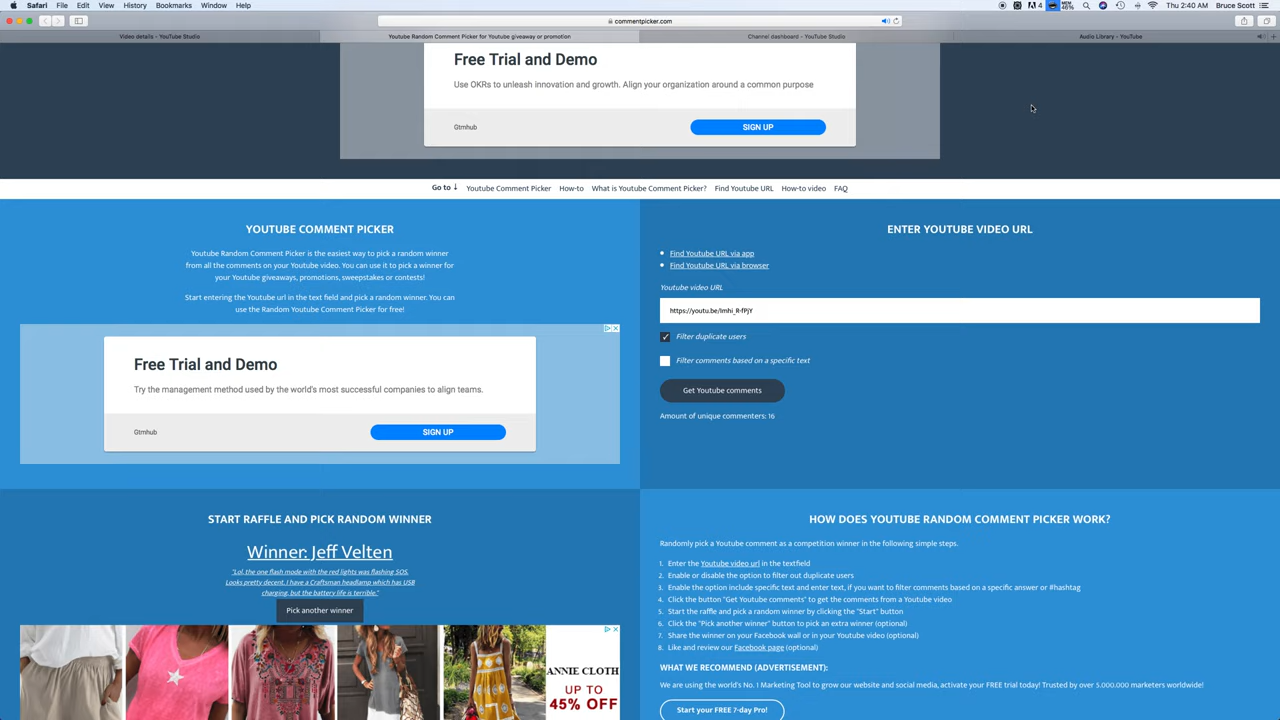 Safari File Edit View History Bookmarks Window Help
4 46% Thu 2:40 AM Bruce Scott
commentpicker.com
Video details - YouTube Studio
Youtube Random Comment Picker for Youtube giveaway or promotion
Channel dashboard - YouTube Studio
Audio Library - YouTube
Free Trial and Demo
Use OKRs to unleash innovation and growth. Align your organization around a common purpose
Gtmhub
SIGN UP
Go to ↓ Youtube Comment Picker How-to What is Youtube Comment Picker? Find Youtube URL How-to video FAQ
YOUTUBE COMMENT PICKER
Youtube Random Comment Picker is the easiest way to pick a random winner
from all the comments on your Youtube video. You can use it to pick a winner for
your Youtube giveaways, promotions, sweepstakes or contests!
Start entering the Youtube url in the text field and pick a random winner. You can
use the Random Youtube Comment Picker for free!
Free Trial and Demo
Try the management method used by the world's most successful companies to align teams.
Gtmhub
SIGN UP
ENTER YOUTUBE VIDEO URL
Find Youtube URL via app
Find Youtube URL via browser
Youtube video URL
https://youtu.be/Imhi_R-fPjY
Filter duplicate users
Filter comments based on a specific text
Get Youtube comments
Amount of unique commenters: 16
START RAFFLE AND PICK RANDOM WINNER
Winner: Jeff Velten
"Lol, the one flash mode with the red lights was flashing SOS.
Looks pretty decent. I have a Craftsman headlamp which has USB
charging, but the battery life is terrible."
Pick another winner
ANNIE CLOTH
UP TO
45% OFF
HOW DOES YOUTUBE RANDOM COMMENT PICKER WORK?
Randomly pick a Youtube comment as a competition winner in the following simple steps.
1. Enter the Youtube video url in the textfield
2. Enable or disable the option to filter out duplicate users
3. Enable the option include specific text and enter text, if you want to filter comments based on a specific answer or #hashtag
4. Click the button "Get Youtube comments" to get the comments from a Youtube video
5. Start the raffle and pick a random winner by clicking the "Start" button
6. Click the "Pick another winner" button to pick an extra winner (optional)
7. Share the winner on your Facebook wall or in your Youtube video (optional)
8. Like and review our Facebook page (optional)
WHAT WE RECOMMEND (ADVERTISEMENT):
We are using the world's No. 1 Marketing Tool to grow our website and social media, activate your FREE trial today! Trusted by over 5.000.000 marketers worldwide!
Start your FREE 7-day Pro!